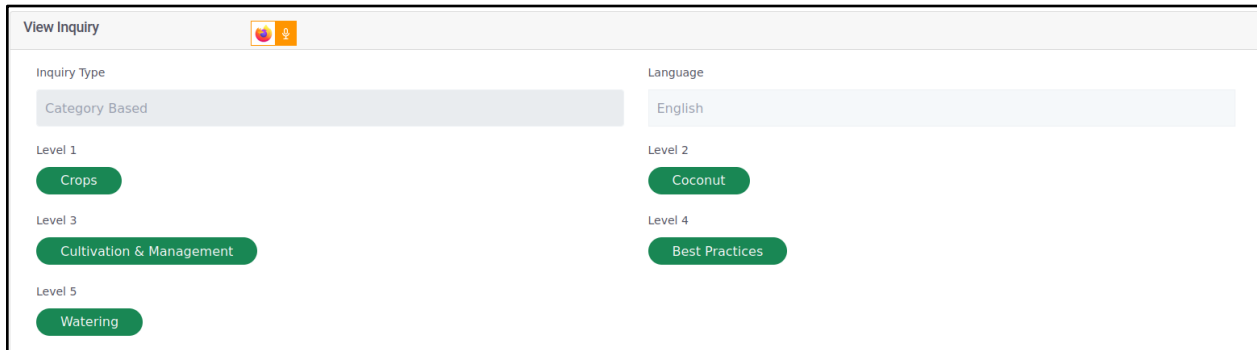 View Inquiry
Inquiry Type
Language
Category Based
English
Level 1
Level 2
Crops
Coconut
Level 3
Level 4
Cultivation & Management
Best Practices
Level 5
Watering